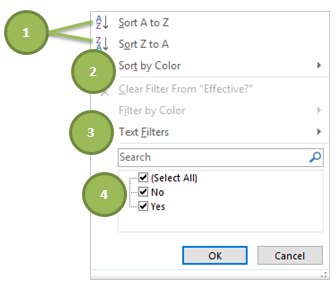 1
A Z Sort A to Z
Z A Sort Z to A
2
Sort by Color
Clear Filter From "Effective?"
Filter by Color
3
Text Filters
Search
(Select All)
4
No
Yes
OK Cancel